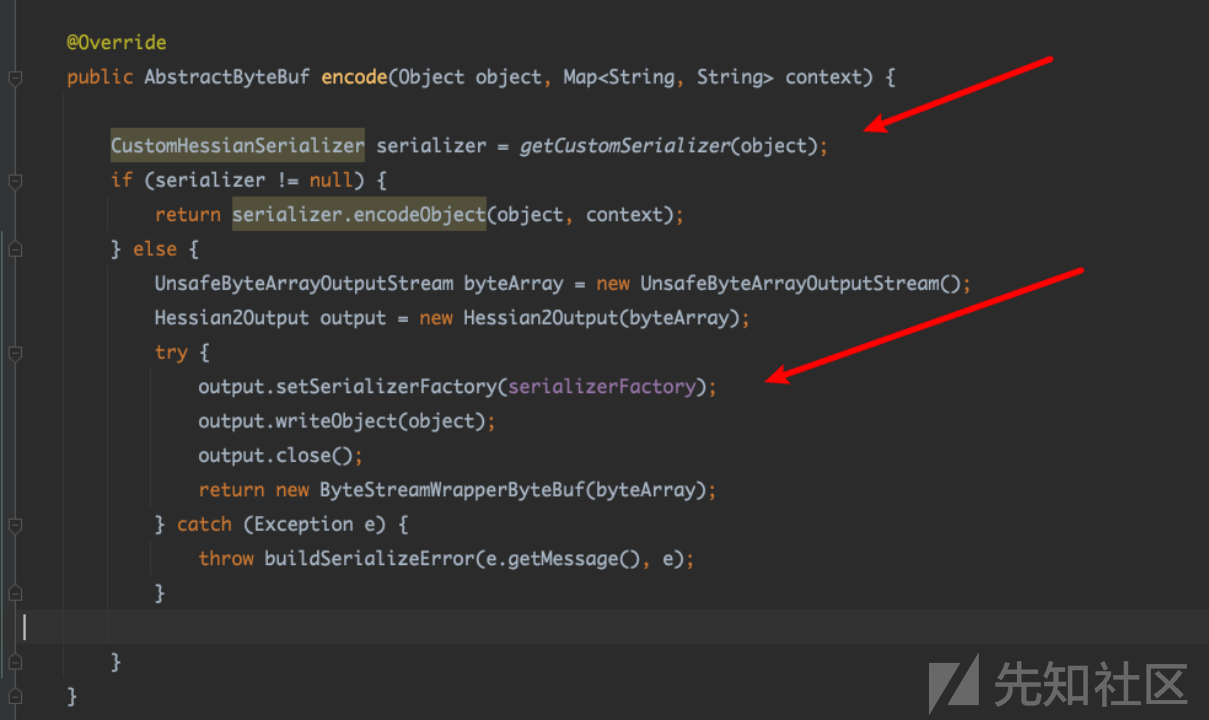 @Override
public AbstractByteBuf encode(Object object, Map<String, String> context) {
CustomHessianSerializer serializer = getCustomSerializer(object);
if (serializer != null) {
return serializer.encodeObject(object, context);
} else {
UnsafeByteArrayOutputStream byteArray = new UnsafeByteArrayOutputStream();
Hessian2Output output = new Hessian2Output(byteArray);
try {
output.setSerializerFactory(serializerFactory);
output.writeObject(object);
output.close();
return new ByteStreamWrapperByteBuf(byteArray);
} catch (Exception e) {
throw buildSerializeError(e.getMessage(), e);
}
}
}
先知社区